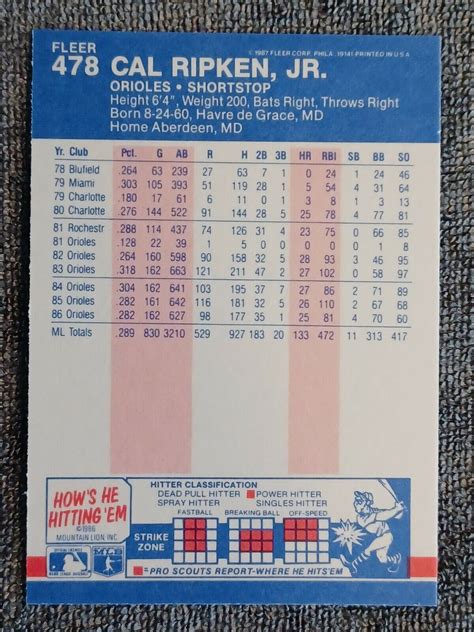 FLEER
© 1987 FLEER CORP. PHILA. 19141 PRINTED IN U S A
478 CAL RIPKEN, JR.
ORIOLES • SHORTSTOP
Height 6'4", Weight 200, Bats Right, Throws Right
Born 8-24-60, Havre de Grace, MD
Home Aberdeen, MD
Yr. Club Pct. G AB R H 2B 3B HR RBI SB BB SO
78 Bluefield .264 63 239 27 63 7 1 0 24 1 24 46
79 Miami .303 105 393 54 119 28 1 5 54 4 31
79 Charlotte .180 17 61 6 11 0 1 3 8 1 3 13
80 Charlotte .276 144 522 91 144 28 5 25 78 4 77 81
81 Rochestr .288 114 437 74 126 31 4 23 75 0 66 85
81 Orioles .128 22 39 1 5 0 0 0 0 0 1 8
82 Orioles .264 160 598 90 158 32 5 28 93 3 46 95
83 Orioles .318 162 663 121 211 47 2 27 102 0 58 97
84 Orioles .304 162 641 103 195 37 7 27 86 2 71 89
85 Orioles .282 161 642 116 181 32 5 26 110 2 67 68
86 Orioles .282 162 627 98 177 35 1 25 81 4 70 60
ML Totals .289 830 3210 529 927 183 20 133 472 11 313 417
HOW'S HE
HITTING 'EM
© 1986
MOUNTAIN LION INC
HITTER CLASSIFICATION
DEAD PULL HITTER POWER HITTER
SPRAY HITTER SINGLES HITTER
FASTBALL BREAKING BALL OFF-SPEED
STRIKE
ZONE
= PRO SCOUTS REPORT-WHERE HE HITS'EM